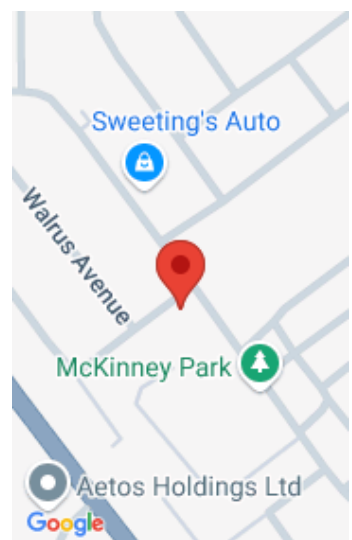 Sweeting's Auto
Walrus Avenue
McKinney Park
Aetos Holdings Ltd
Google